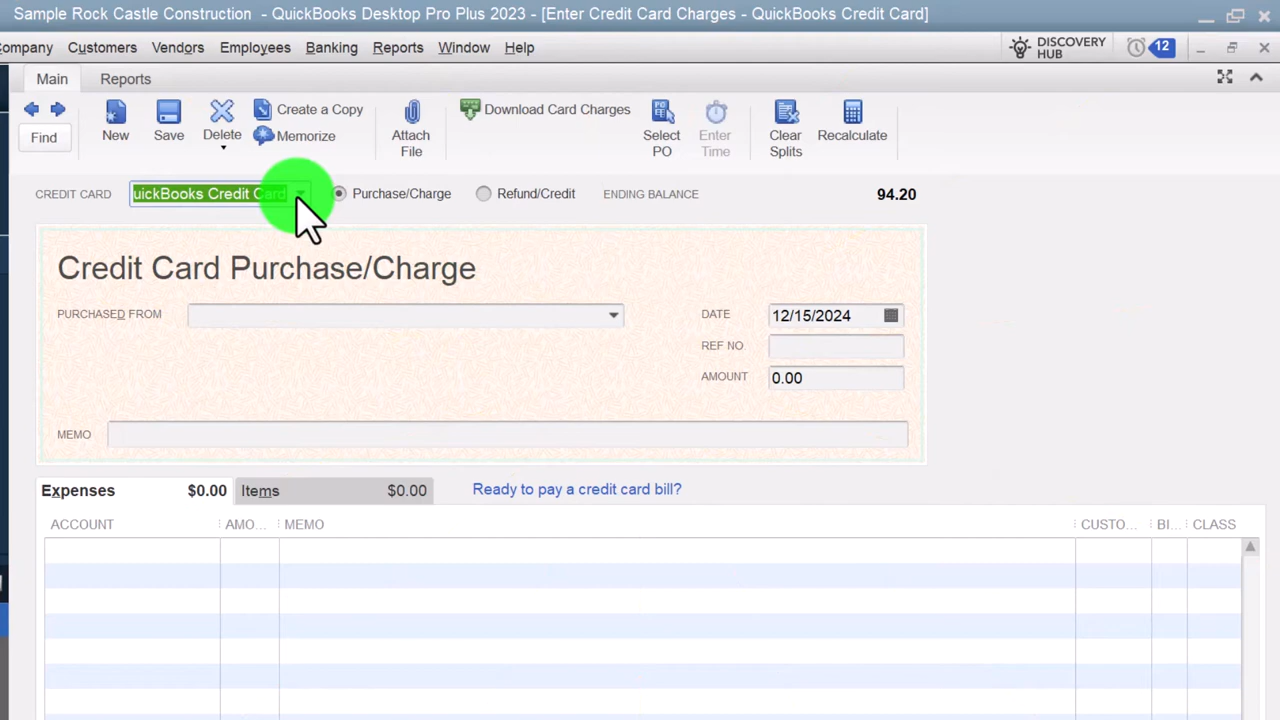 Sample Rock Castle Construction - QuickBooks Desktop Pro Plus 2023 - [Enter Credit Card Charges - QuickBooks Credit Card]
ompany Customers Vendors Employees Banking Reports Window Help DISCOVERY HUB 12
Main Reports
Find New Save Delete Create a Copy Memorize Attach File Download Card Charges Select PO Enter Time Clear Splits Recalculate
CREDIT CARD uickBooks Credit Card Purchase/Charge Refund/Credit ENDING BALANCE 94.20
Credit Card Purchase/Charge
PURCHASED FROM DATE 12/15/2024
REF NO.
AMOUNT 0.00
MEMO
Expenses $0.00 Items $0.00 Ready to pay a credit card bill?
ACCOUNT AMO... MEMO CUSTO... BI... CLASS